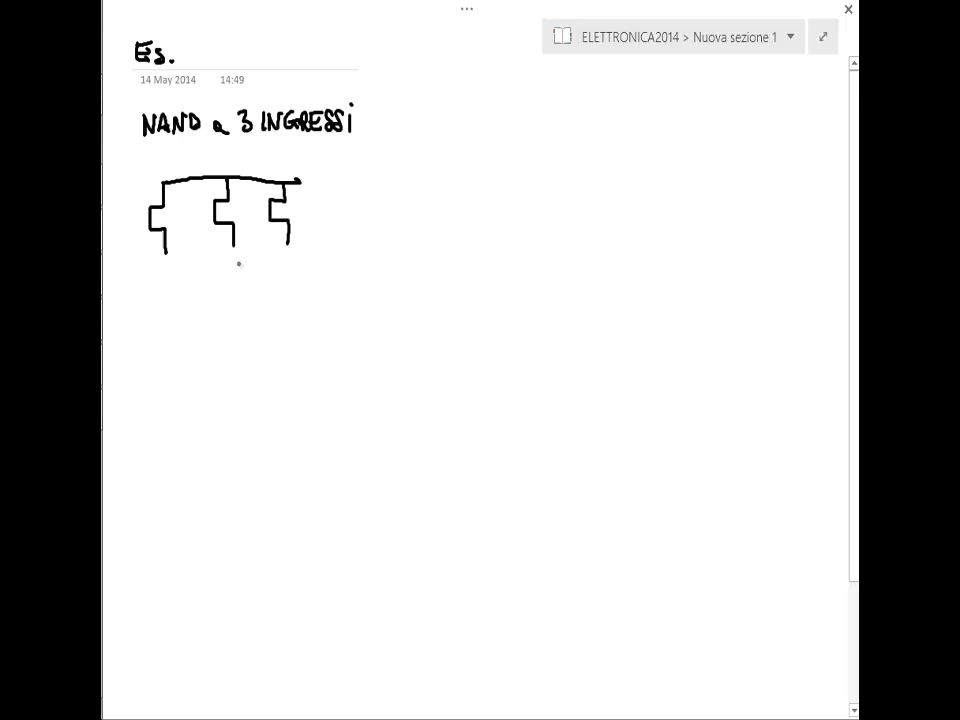 ELETTRONICA2014 > Nuova sezione 1
Es.
14 May 2014 14:49
NAND a 3 INGRESSi